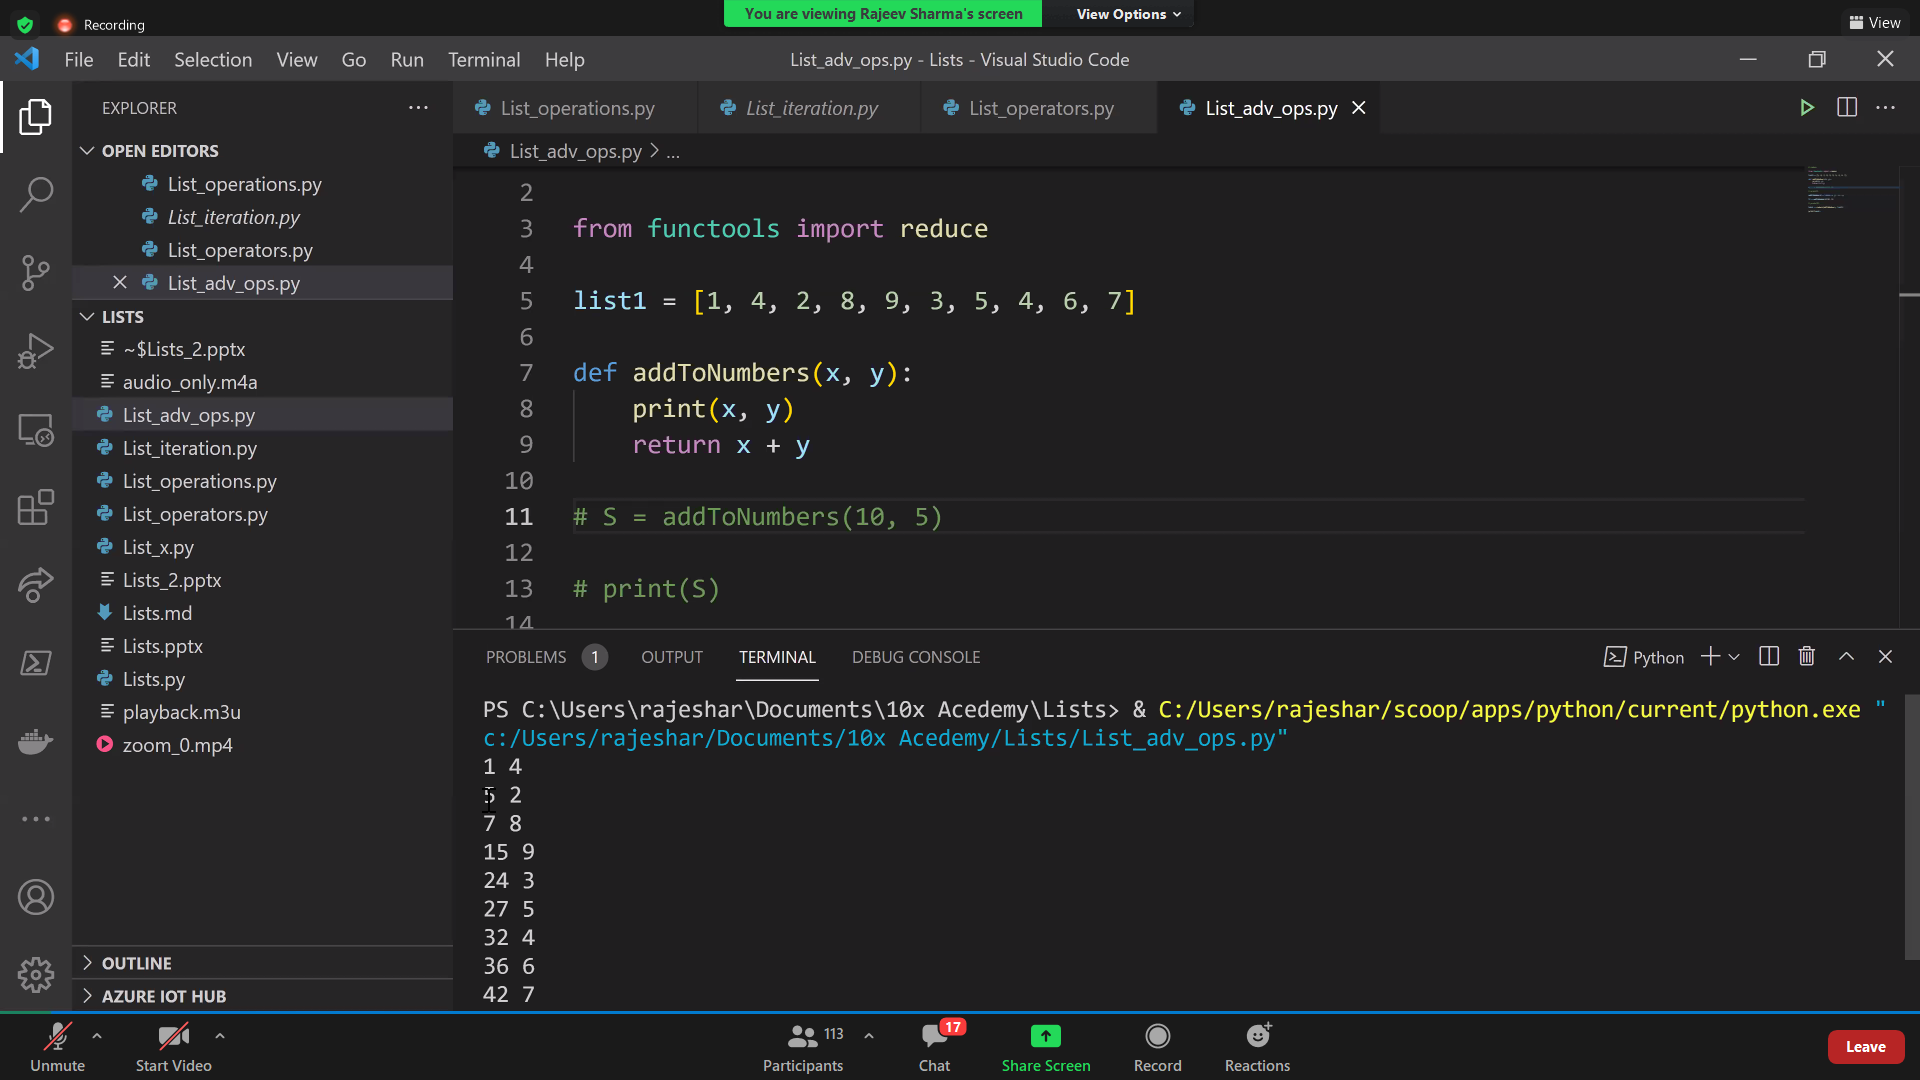 Recording
You are viewing Rajeev Sharma's screen
View Options
View
File Edit Selection View Go Run Terminal Help
List_adv_ops.py - Lists - Visual Studio Code
EXPLORER
OPEN EDITORS
List_operations.py
List_iteration.py
List_operators.py
List_adv_ops.py
LISTS
~$Lists_2.pptx
audio_only.m4a
List_adv_ops.py
List_iteration.py
List_operations.py
List_operators.py
List_x.py
Lists_2.pptx
Lists.md
Lists.pptx
Lists.py
playback.m3u
zoom_0.mp4
OUTLINE
AZURE IOT HUB
List_operations.py List_iteration.py List_operators.py List_adv_ops.py
List_adv_ops.py > ...
2
3 from functools import reduce
4
5 list1 = [1, 4, 2, 8, 9, 3, 5, 4, 6, 7]
6
7 def addToNumbers(x, y):
8 print(x, y)
9 return x + y
10
11 # S = addToNumbers(10, 5)
12
13 # print(S)
14
PROBLEMS 1 OUTPUT TERMINAL DEBUG CONSOLE
Python
PS C:\Users\rajeshar\Documents\10x Acedemy\Lists> & C:/Users/rajeshar/scoop/apps/python/current/python.exe "
c:/Users/rajeshar/Documents/10x Acedemy/Lists/List_adv_ops.py"
1 4
5 2
7 8
15 9
24 3
27 5
32 4
36 6
42 7
Unmute
Start Video
113
Participants
17
Chat
Share Screen
Record
Reactions
Leave